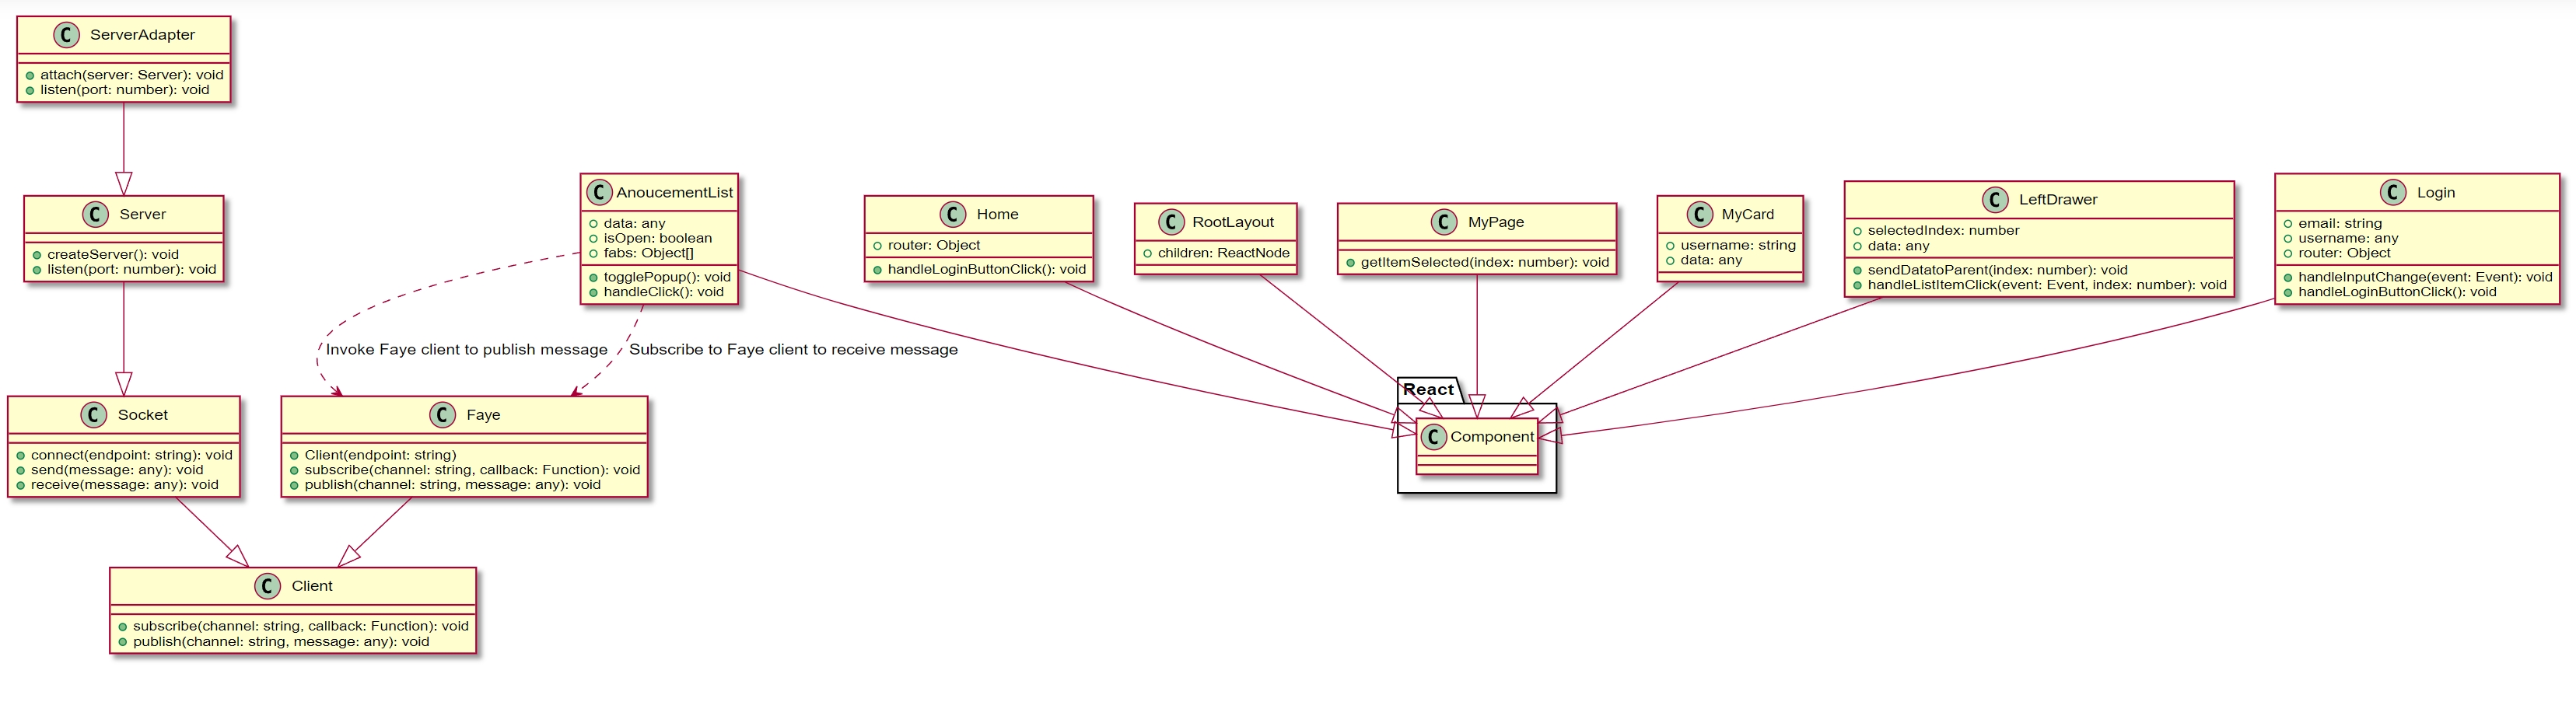 C ServerAdapter
attach(server: Server): void
listen(port: number): void
C Server
createServer(): void
listen(port: number): void
C AnoucementList
data: any
isOpen: boolean
fabs: Object[]
togglePopup(): void
handleClick(): void
C Home
router: Object
handleLoginButtonClick(): void
C RootLayout
children: ReactNode
C MyPage
getItemSelected(index: number): void
C MyCard
username: string
data: any
C LeftDrawer
selectedIndex: number
data: any
sendDatatoParent(index: number): void
handleListItemClick(event: Event, index: number): void
C Login
email: string
username: any
router: Object
handleInputChange(event: Event): void
handleLoginButtonClick(): void
Invoke Faye client to publish message
Subscribe to Faye client to receive message
C Socket
connect(endpoint: string): void
send(message: any): void
receive(message: any): void
C Faye
Client(endpoint: string)
subscribe(channel: string, callback: Function): void
publish(channel: string, message: any): void
React
C Component
C Client
subscribe(channel: string, callback: Function): void
publish(channel: string, message: any): void